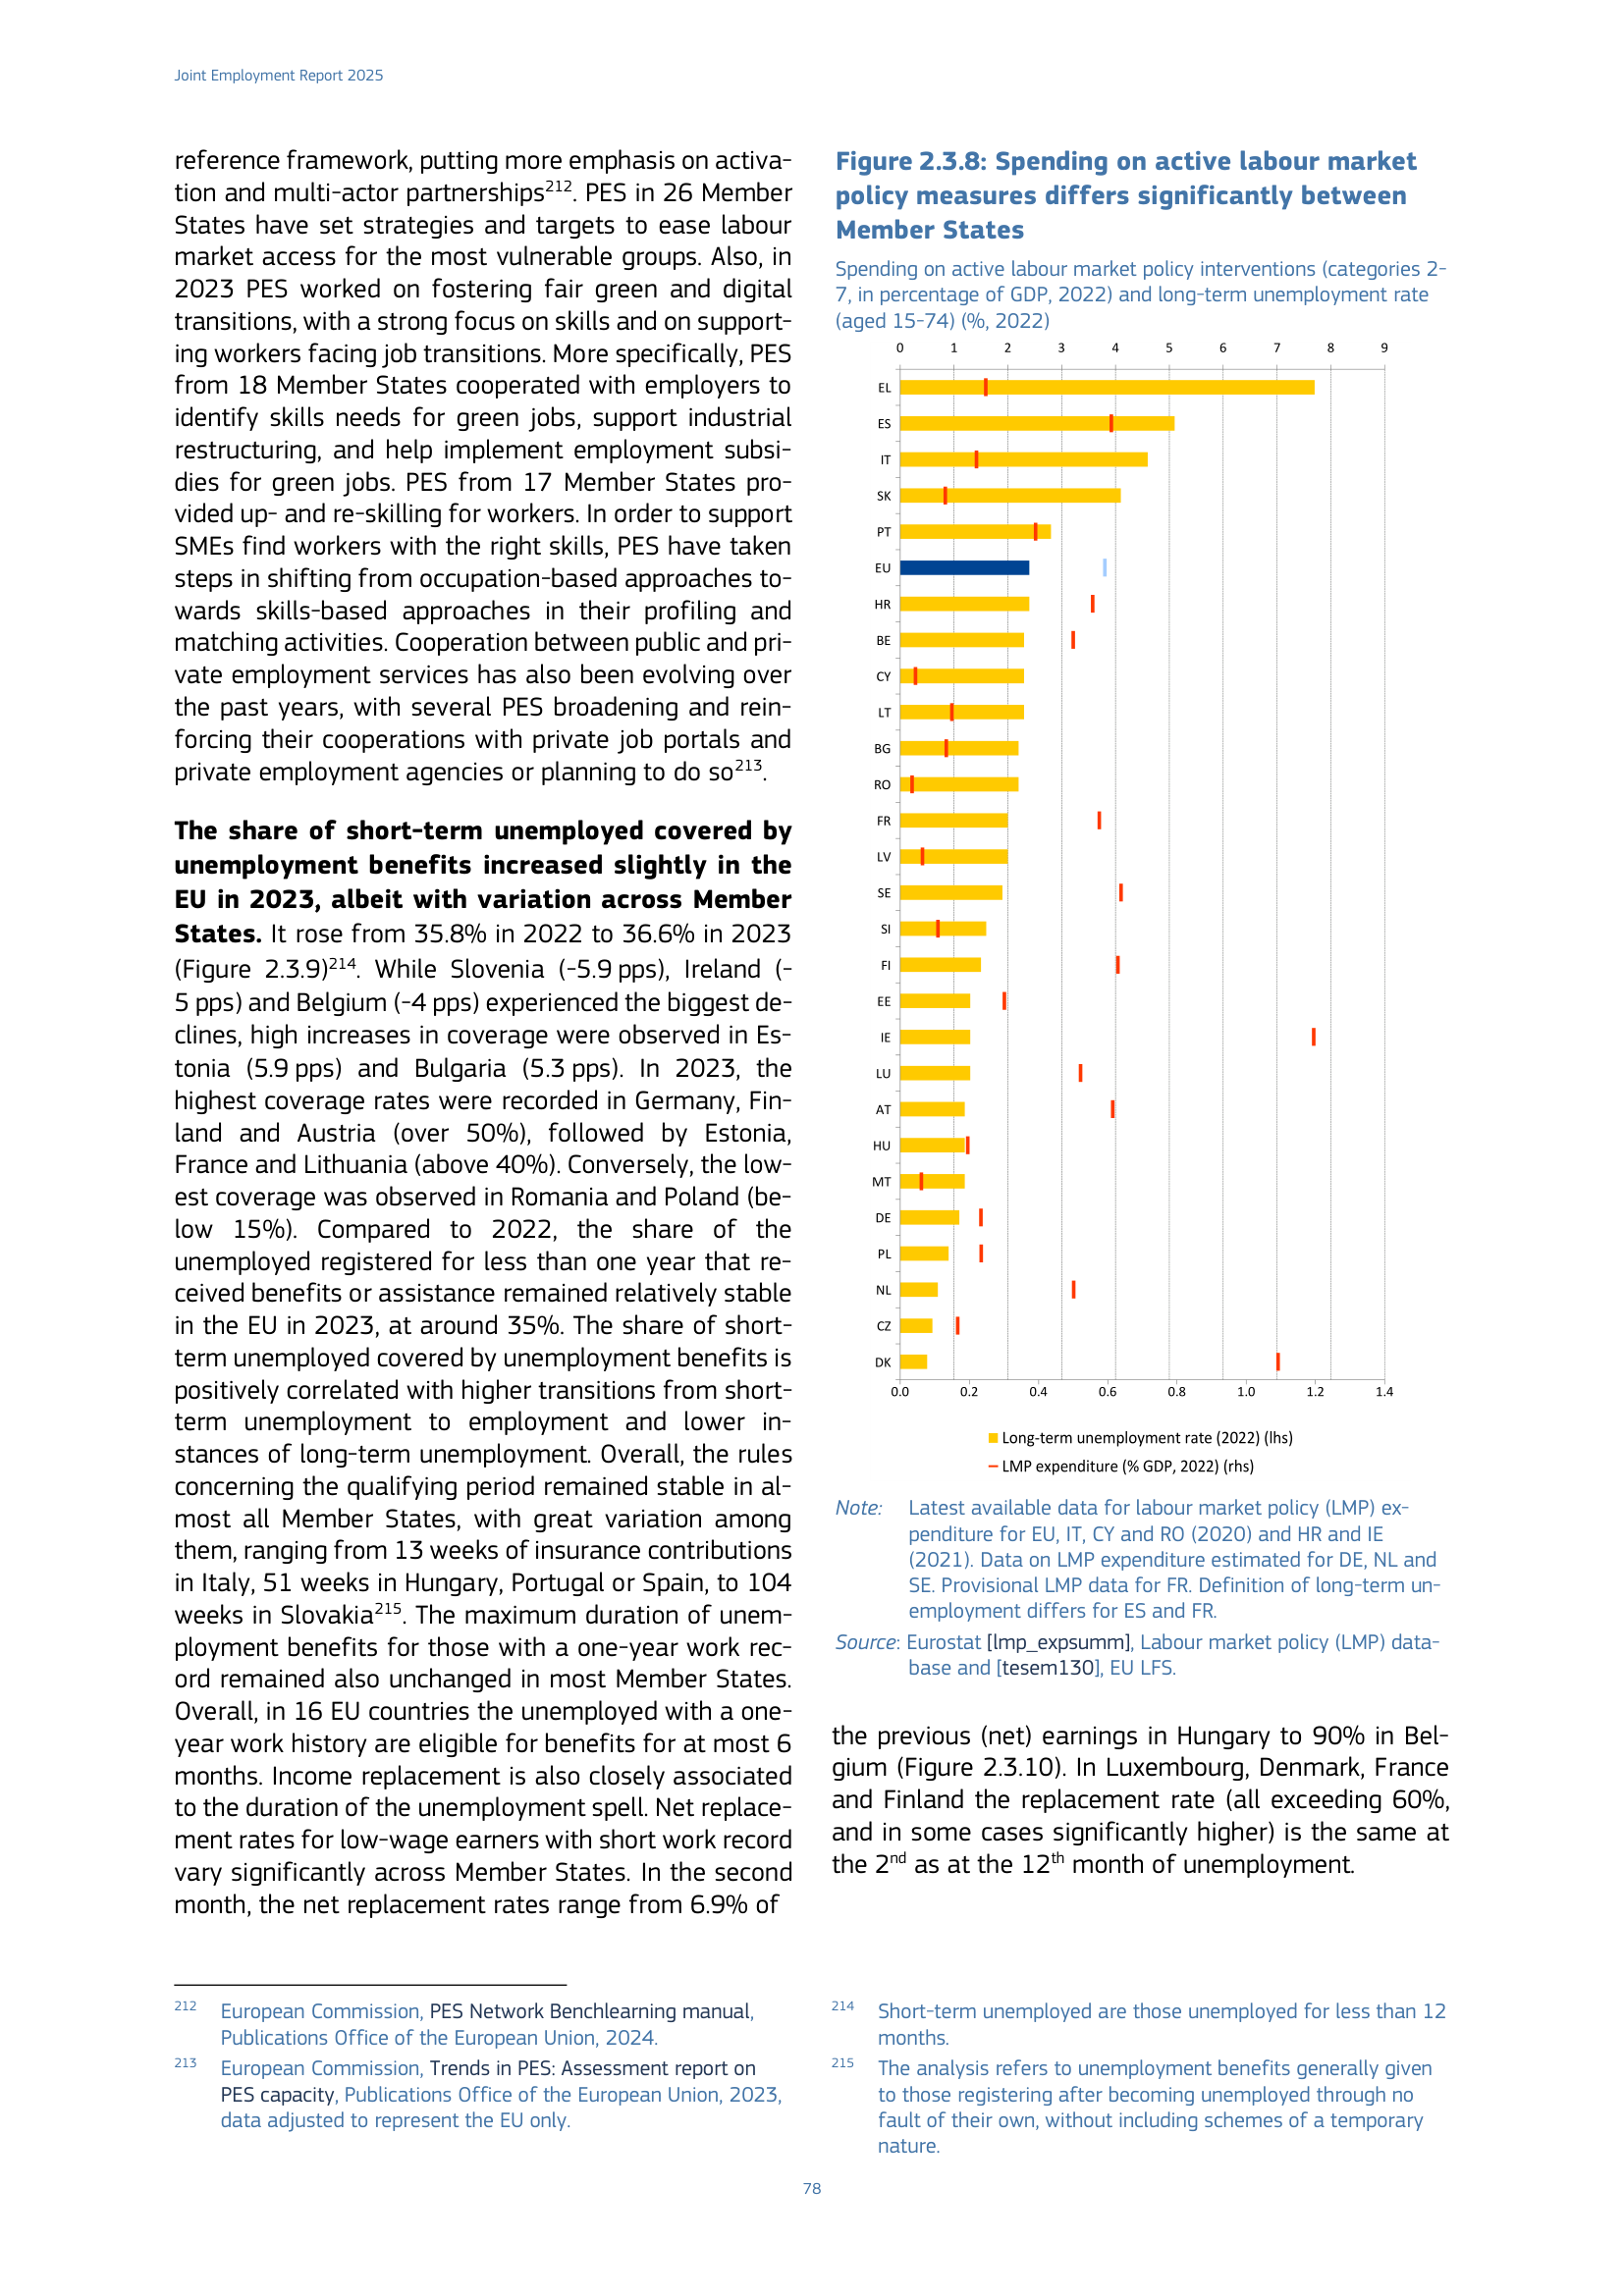 Joint Employment Report 2025
reference framework, putting more emphasis on activa-
tion and multi-actor partnerships212. PES in 26 Member
States have set strategies and targets to ease labour
market access for the most vulnerable groups. Also, in
2023 PES worked on fostering fair green and digital
transitions, with a strong focus on skills and on support-
ing workers facing job transitions. More specifically, PES
from 18 Member States cooperated with employers to
identify skills needs for green jobs, support industrial
restructuring, and help implement employment subsi-
dies for green jobs. PES from 17 Member States pro-
vided up- and re-skilling for workers. In order to support
SMEs find workers with the right skills, PES have taken
steps in shifting from occupation-based approaches to-
wards skills-based approaches in their profiling and
matching activities. Cooperation between public and pri-
vate employment services has also been evolving over
the past years, with several PES broadening and rein-
forcing their cooperations with private job portals and
private employment agencies or planning to do so213.
The share of short-term unemployed covered by
unemployment benefits increased slightly in the
EU in 2023, albeit with variation across Member
States. It rose from 35.8% in 2022 to 36.6% in 2023
(Figure 2.3.9)214. While Slovenia (-5.9 pps), Ireland (-
5 pps) and Belgium (-4 pps) experienced the biggest de-
clines, high increases in coverage were observed in Es-
tonia (5.9 pps) and Bulgaria (5.3 pps). In 2023, the
highest coverage rates were recorded in Germany, Fin-
land and Austria (over 50%), followed by Estonia,
France and Lithuania (above 40%). Conversely, the low-
est coverage was observed in Romania and Poland (be-
low 15%). Compared to 2022, the share of the
unemployed registered for less than one year that re-
ceived benefits or assistance remained relatively stable
in the EU in 2023, at around 35%. The share of short-
term unemployed covered by unemployment benefits is
positively correlated with higher transitions from short-
term unemployment to employment and lower in-
stances of long-term unemployment. Overall, the rules
concerning the qualifying period remained stable in al-
most all Member States, with great variation among
them, ranging from 13 weeks of insurance contributions
in Italy, 51 weeks in Hungary, Portugal or Spain, to 104
weeks in Slovakia215. The maximum duration of unem-
ployment benefits for those with a one-year work rec-
ord remained also unchanged in most Member States.
Overall, in 16 EU countries the unemployed with a one-
year work history are eligible for benefits for at most 6
months. Income replacement is also closely associated
to the duration of the unemployment spell. Net replace-
ment rates for low-wage earners with short work record
vary significantly across Member States. In the second
month, the net replacement rates range from 6.9% of
Figure 2.3.8: Spending on active labour market
policy measures differs significantly between
Member States
Spending on active labour market policy interventions (categories 2-
7, in percentage of GDP, 2022) and long-term unemployment rate
(aged 15-74) (%, 2022)
0 1 2 3 4 5 6 7 8 9
EL
ES
IT
SK
PT
EU
HR
BE
CY
LT
BG
RO
FR
LV
SE
SI
FI
EE
IE
LU
AT
HU
MT
DE
PL
NL
CZ
DK
0.0 0.2 0.4 0.6 0.8 1.0 1.2 1.4
Long-term unemployment rate (2022) (lhs)
LMP expenditure (% GDP, 2022) (rhs)
Note: Latest available data for labour market policy (LMP) ex-
penditure for EU, IT, CY and RO (2020) and HR and IE
(2021). Data on LMP expenditure estimated for DE, NL and
SE. Provisional LMP data for FR. Definition of long-term un-
employment differs for ES and FR.
Source: Eurostat [lmp_expsumm], Labour market policy (LMP) data-
base and [tesem130], EU LFS.
the previous (net) earnings in Hungary to 90% in Bel-
gium (Figure 2.3.10). In Luxembourg, Denmark, France
and Finland the replacement rate (all exceeding 60%,
and in some cases significantly higher) is the same at
the 2nd as at the 12th month of unemployment.
212 European Commission, PES Network Benchlearning manual,
Publications Office of the European Union, 2024.
213 European Commission, Trends in PES: Assessment report on
PES capacity, Publications Office of the European Union, 2023,
data adjusted to represent the EU only.
214 Short-term unemployed are those unemployed for less than 12
months.
215 The analysis refers to unemployment benefits generally given
to those registering after becoming unemployed through no
fault of their own, without including schemes of a temporary
nature.
78